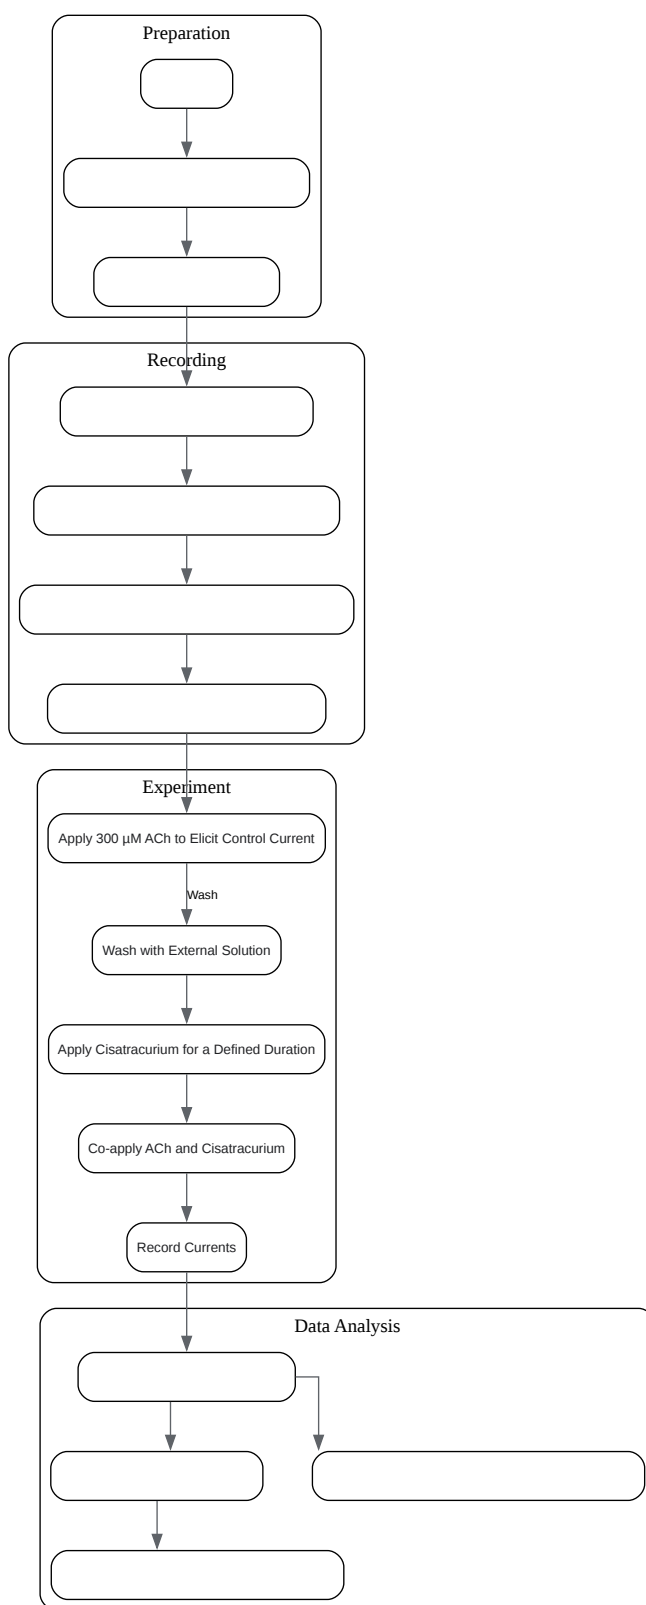 Preparation
Recording
Experiment
Apply 300 µM ACh to Elicit Control Current
Wash
Wash with External Solution
Apply Cisatracurium for a Defined Duration
Co-apply ACh and Cisatracurium
Record Currents
Data Analysis